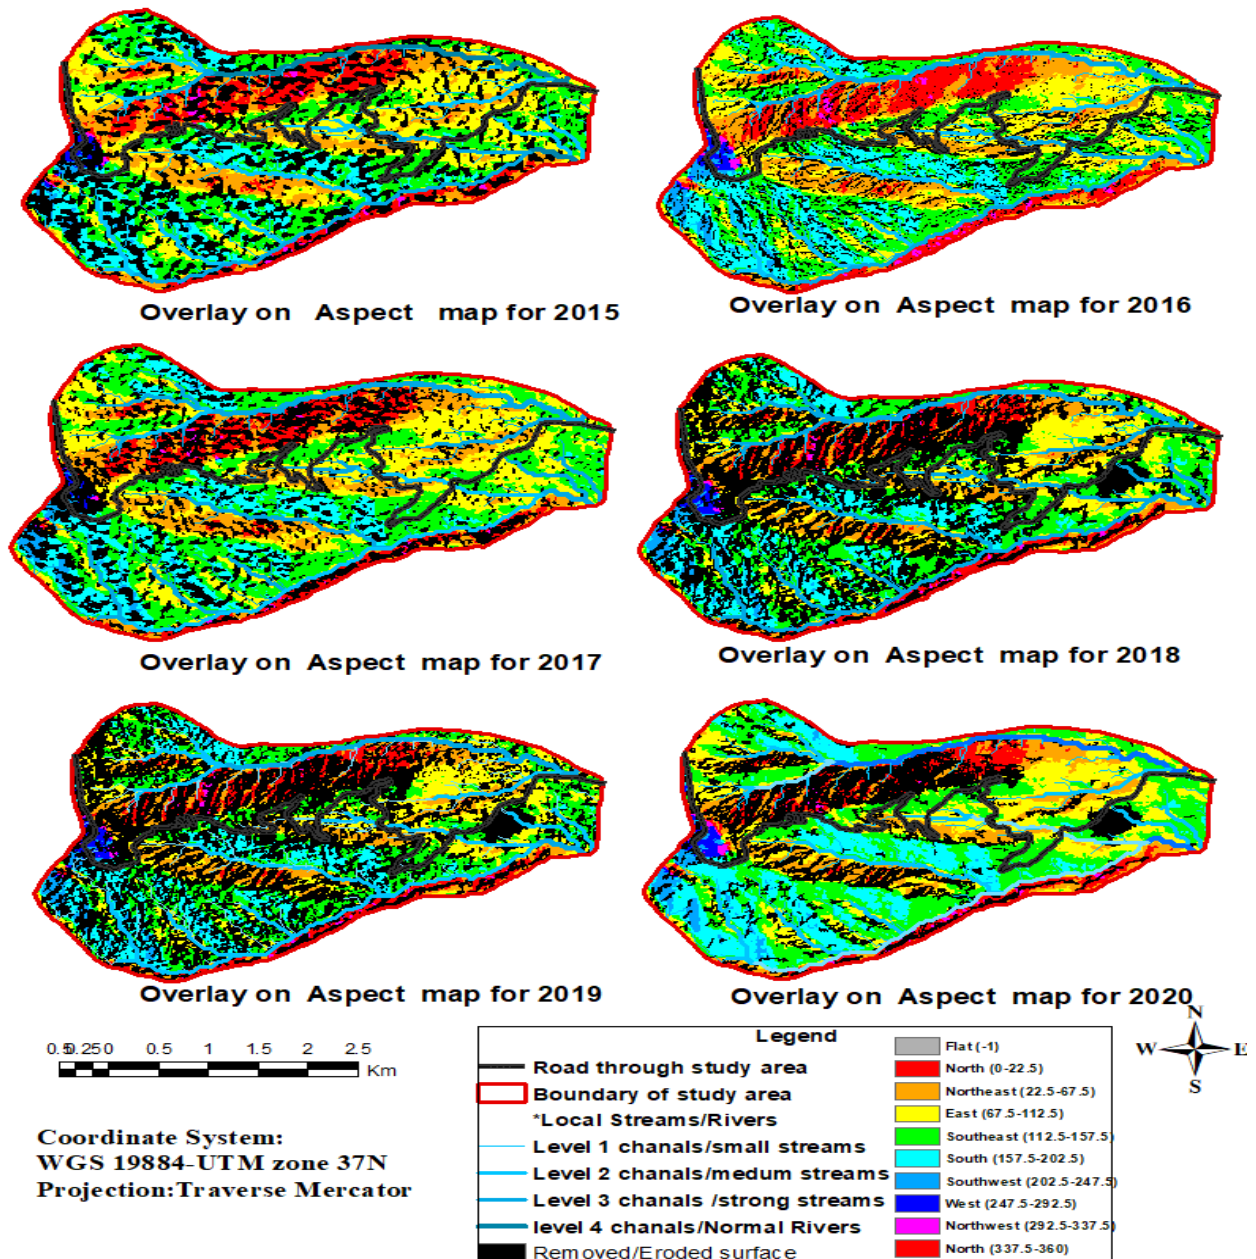 Overlay on Aspect map for 2015
Overlay on Aspect map for 2016
Overlay on Aspect map for 2017
Overlay on Aspect map for 2018
Overlay on Aspect map for 2019
Overlay on Aspect map for 2020
N
W E
S
0.50.250 0.5 1 1.5 2 2.5
Km
Coordinate System:
WGS 19884-UTM zone 37N
Projection:Traverse Mercator
Legend
Road through study area
Boundary of study area
*Local Streams/Rivers
Level 1 chanals/small streams
Level 2 chanals/medum streams
Level 3 chanals /strong streams
level 4 chanals/Normal Rivers
Removed/Eroded surface
Flat (-1)
North (0-22.5)
Northeast (22.5-67.5)
East (67.5-112.5)
Southeast (112.5-157.5)
South (157.5-202.5)
Southwest (202.5-247.5)
West (247.5-292.5)
Northwest (292.5-337.5)
North (337.5-360)